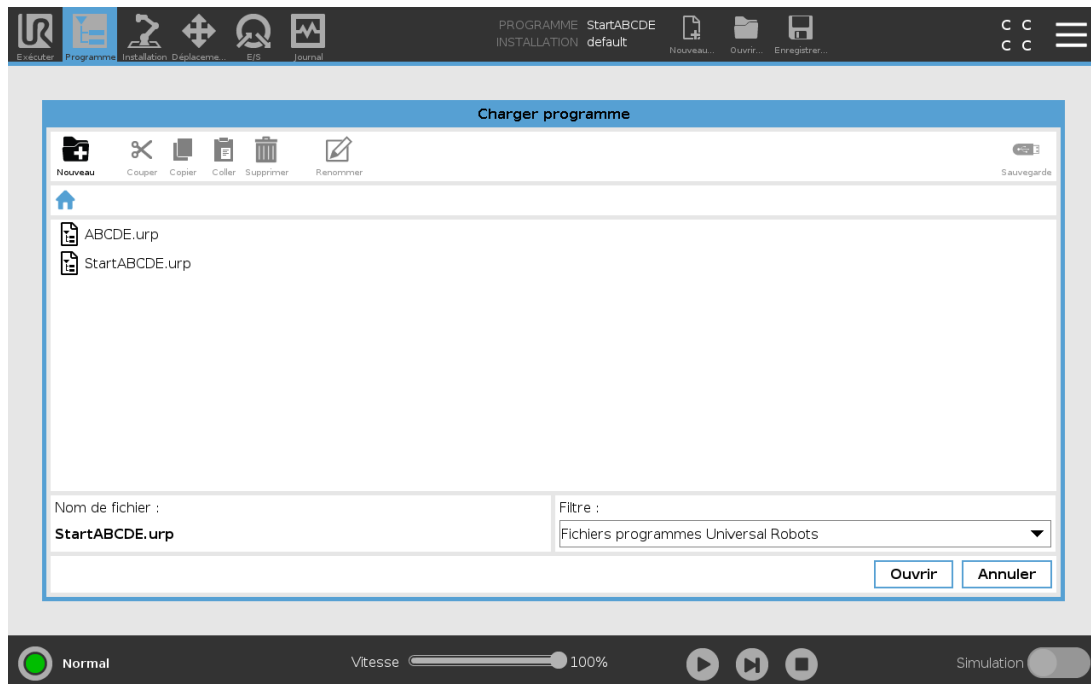 PROGRAMME StartABCDE
INSTALLATION default
C C
C C
Exécuter Programme Installation Déplaceme... E/S Journal Nouveau... Ouvrir... Enregistrer...
Charger programme
Nouveau Couper Copier Coller Supprimer Renommer Sauvegarde
ABCDE.urp
StartABCDE.urp
Nom de fichier : Filtre :
StartABCDE.urp Fichiers programmes Universal Robots
Ouvrir Annuler
Normal Vitesse 100% Simulation